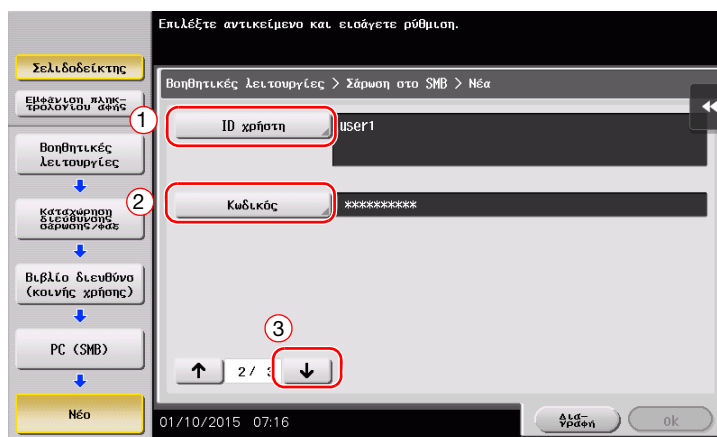 Επιλέξτε αντικείμενο και εισάγετε ρύθμιση.
Σελιδοδείκτης
Εμφάνιση πληκ-
τρολογίου αφής
Βοηθητικές λειτουργίες > Σάρωση στο SMB > Νέα
1
ID χρήστη
user1
Βοηθητικές
λειτουργίες
2
Κωδικός
**********
Καταχώρηση
διεύθυνσης
σάρωσης/φαξ
Βιβλίο διευθύνσ
(κοινής χρήσης)
3
PC (SMB)
2/ 3
Νέο
01/10/2015 07:16
Δια-
γραφή
ok